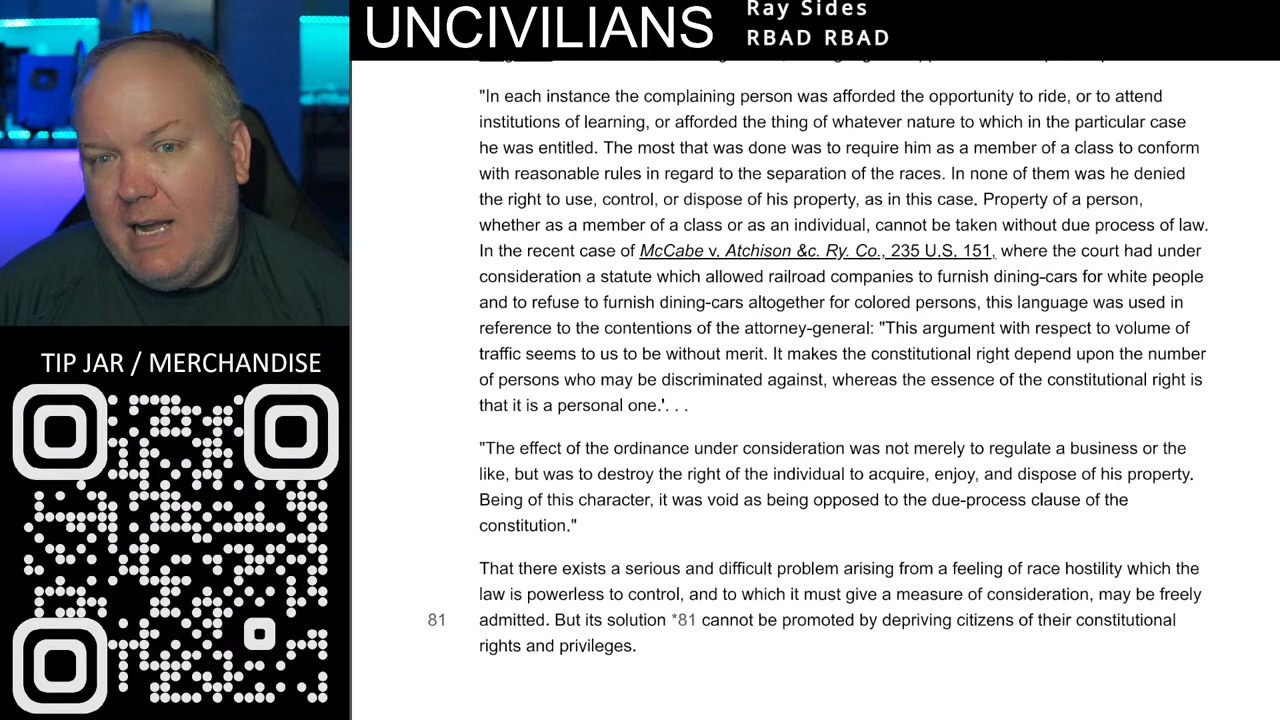 UNCIVILIANS
Ray Sides
RBAD RBAD
TIP JAR / MERCHANDISE
"In each instance the complaining person was afforded the opportunity to ride, or to attend
institutions of learning, or afforded the thing of whatever nature to which in the particular case
he was entitled. The most that was done was to require him as a member of a class to conform
with reasonable rules in regard to the separation of the races. In none of them was he denied
the right to use, control, or dispose of his property, as in this case. Property of a person,
whether as a member of a class or as an individual, cannot be taken without due process of law.
In the recent case of McCabe v. Atchison &c. Ry. Co., 235 U.S. 151, where the court had under
consideration a statute which allowed railroad companies to furnish dining-cars for white people
and to refuse to furnish dining-cars altogether for colored persons, this language was used in
reference to the contentions of the attorney-general: "This argument with respect to volume of
traffic seems to us to be without merit. It makes the constitutional right depend upon the number
of persons who may be discriminated against, whereas the essence of the constitutional right is
that it is a personal one.'. . .
"The effect of the ordinance under consideration was not merely to regulate a business or the
like, but was to destroy the right of the individual to acquire, enjoy, and dispose of his property.
Being of this character, it was void as being opposed to the due-process clause of the
constitution."
That there exists a serious and difficult problem arising from a feeling of race hostility which the
law is powerless to control, and to which it must give a measure of consideration, may be freely
81 admitted. But its solution *81 cannot be promoted by depriving citizens of their constitutional
rights and privileges.